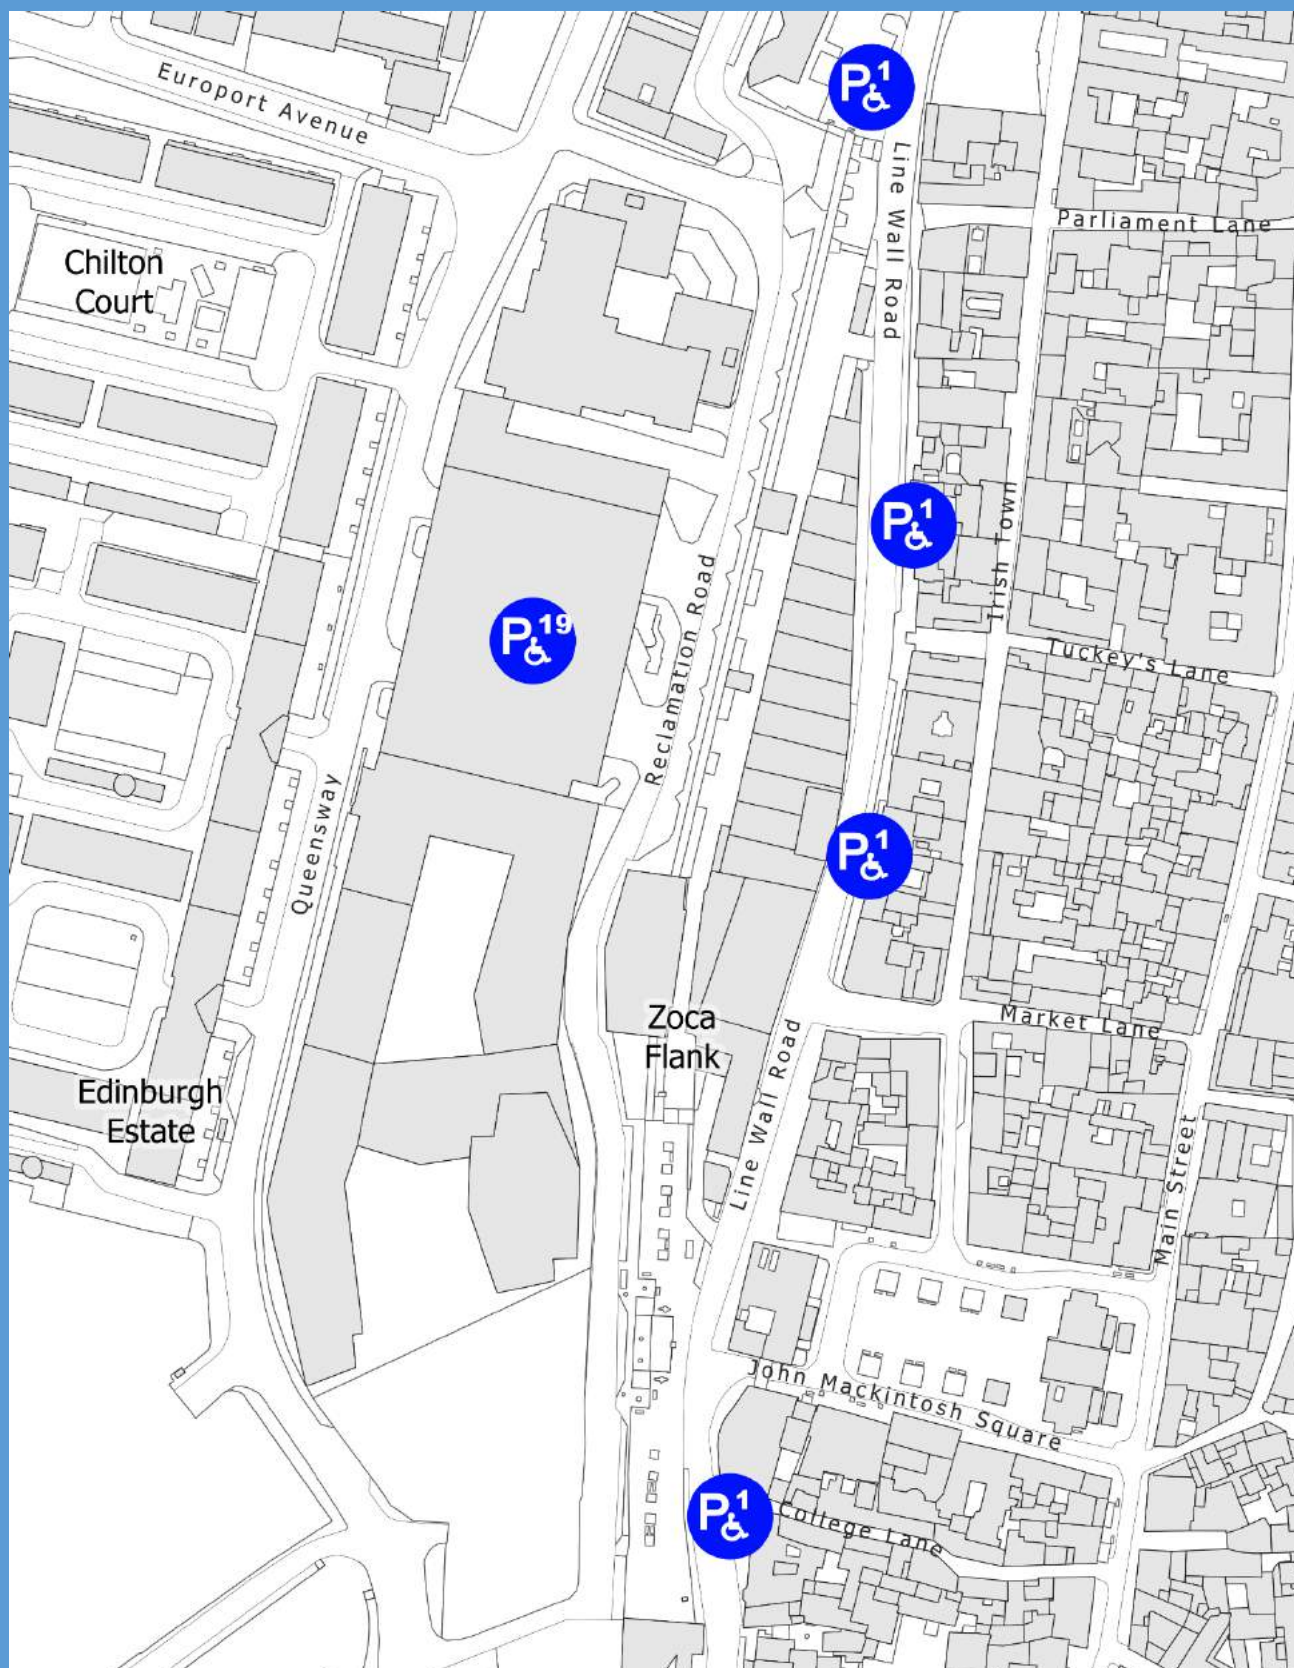 P 1
Europort Avenue
Line Wall Road
Parliament Lane
Chilton
Court
P 1
Irish Town
P 19
Reclamation Road
Tuckey's Lane
Queensway
P 1
Zoca
Flank
Market Lane
Line Wall Road
Edinburgh
Estate
Main Street
John Mackintosh Square
P 1
College Lane